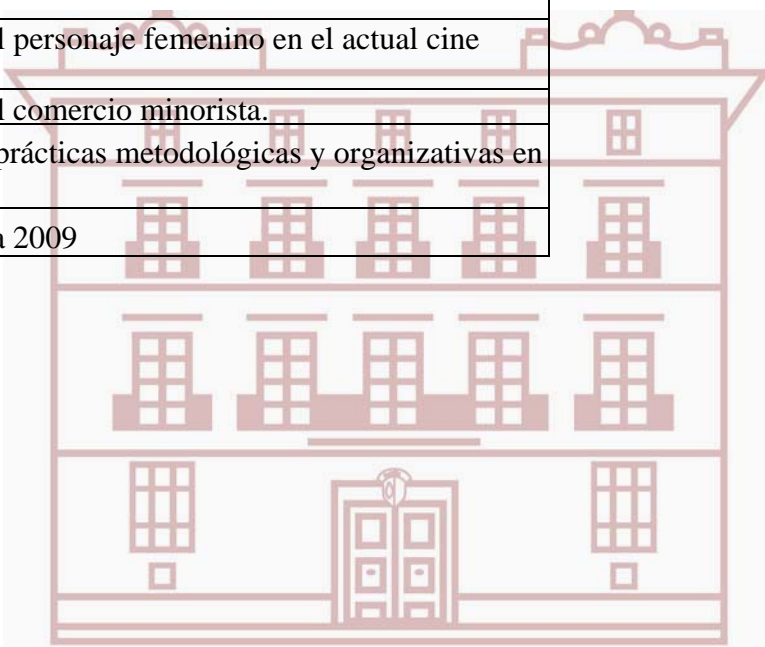 l personaje femenino en el actual cine
l comercio minorista.
prácticas metodológicas y organizativas en
a 2009